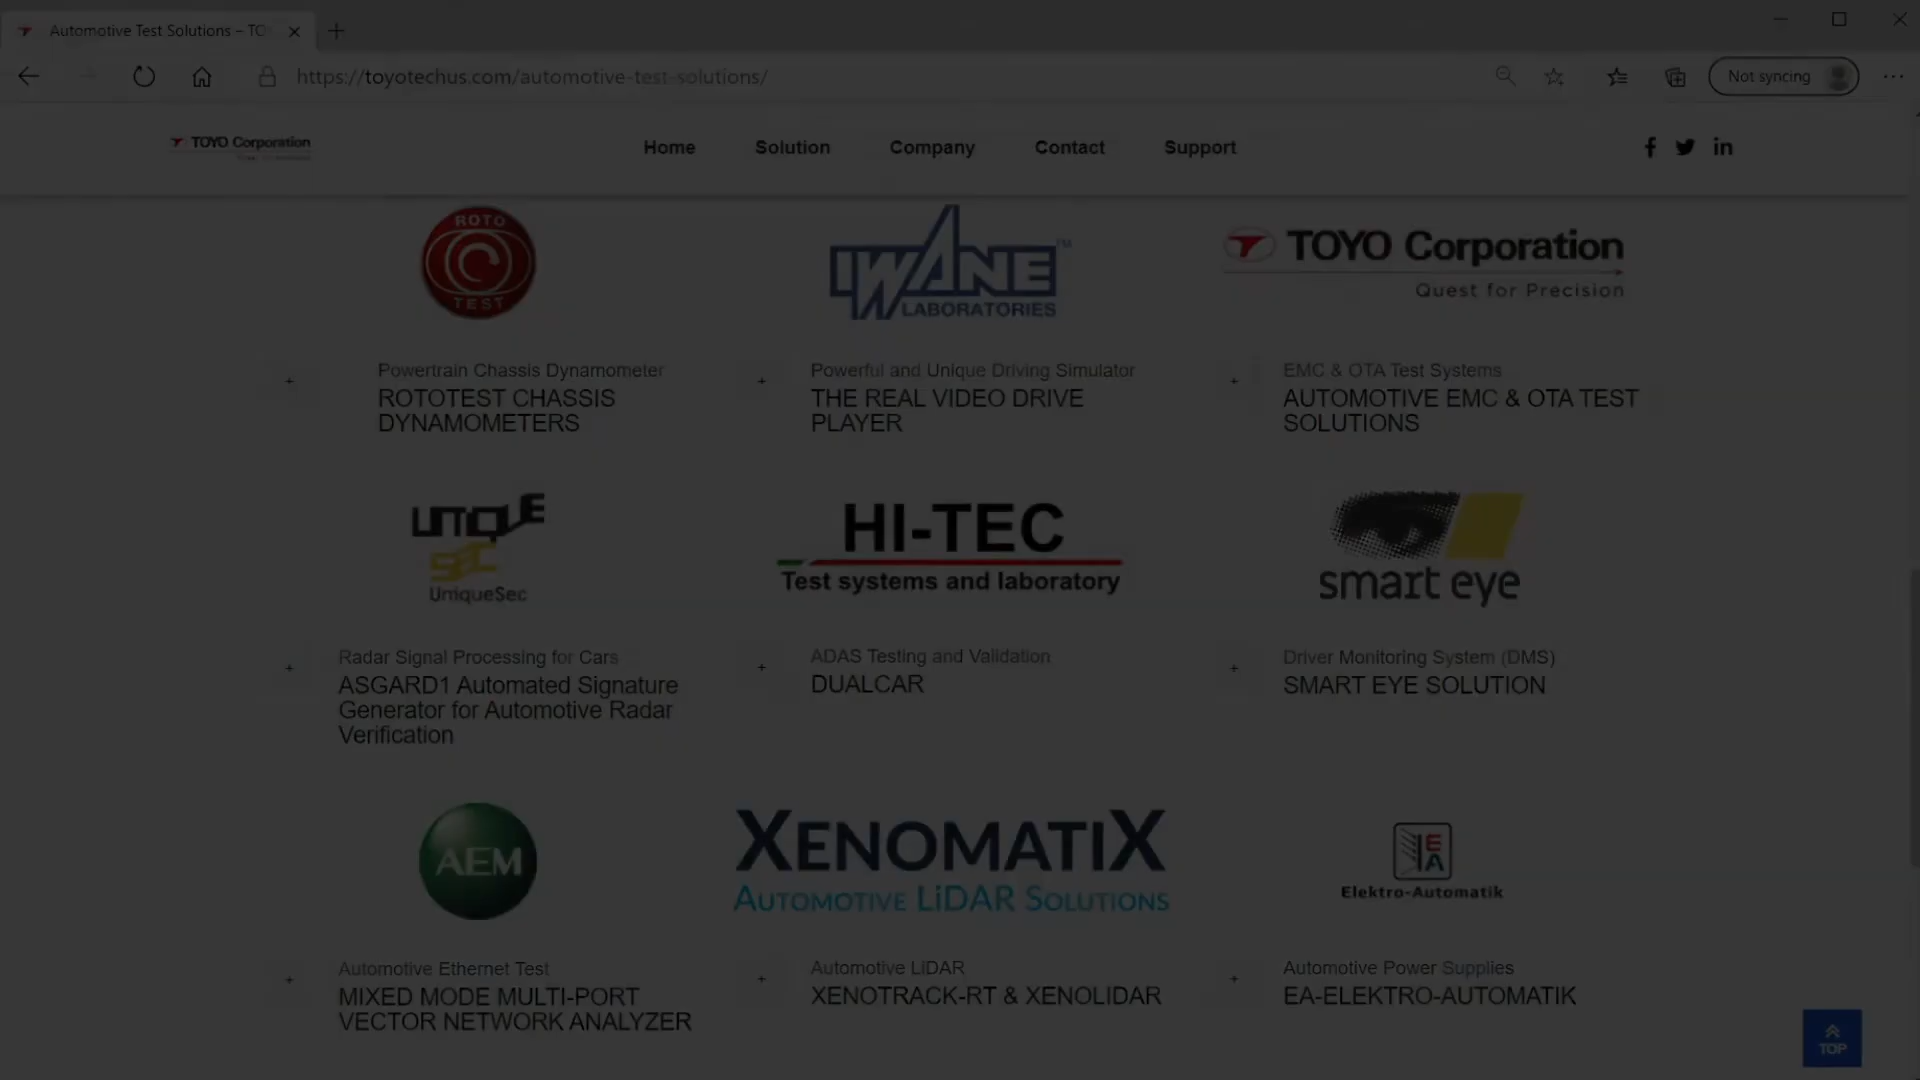 Automotive Test Solutions – TO
https://toyotechus.com/automotive-test-solutions/
Not syncing
TOYO Corporation
Home
Solution
Company
Contact
Support
ROTO
TEST
IWANE
TM
LABORATORIES
TOYO Corporation
Quest for Precision
Powertrain Chassis Dynamometer
ROTOTEST CHASSIS
DYNAMOMETERS
Powerful and Unique Driving Simulator
THE REAL VIDEO DRIVE
PLAYER
EMC & OTA Test Systems
AUTOMOTIVE EMC & OTA TEST
SOLUTIONS
UNIQUE
SEC
UniqueSec
HI-TEC
Test systems and laboratory
smart eye
Radar Signal Processing for Cars
ASGARD1 Automated Signature
Generator for Automotive Radar
Verification
ADAS Testing and Validation
DUALCAR
Driver Monitoring System (DMS)
SMART EYE SOLUTION
AEM
XENOMATIX
AUTOMOTIVE LiDAR SOLUTIONS
EA
Elektro-Automatik
Automotive Ethernet Test
MIXED MODE MULTI-PORT
VECTOR NETWORK ANALYZER
Automotive LiDAR
XENOTRACK-RT & XENOLIDAR
Automotive Power Supplies
EA-ELEKTRO-AUTOMATIK
TOP